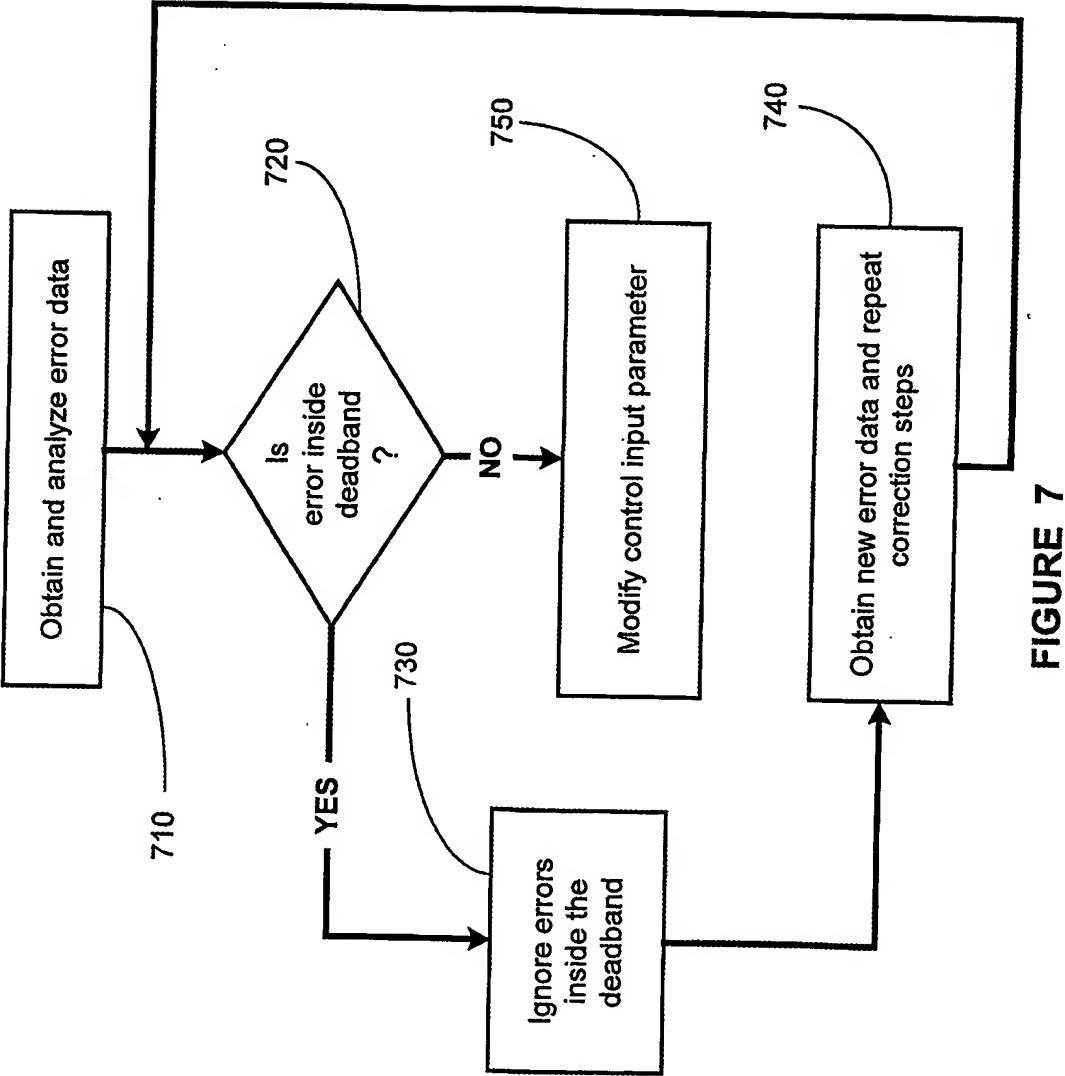 Obtain and analyze error data
710
720
Is
error inside
deadband
?
YES
NO
730
750
Ignore errors
inside the
deadband
Modify control input parameter
740
Obtain new error data and repeat
correction steps
FIGURE 7